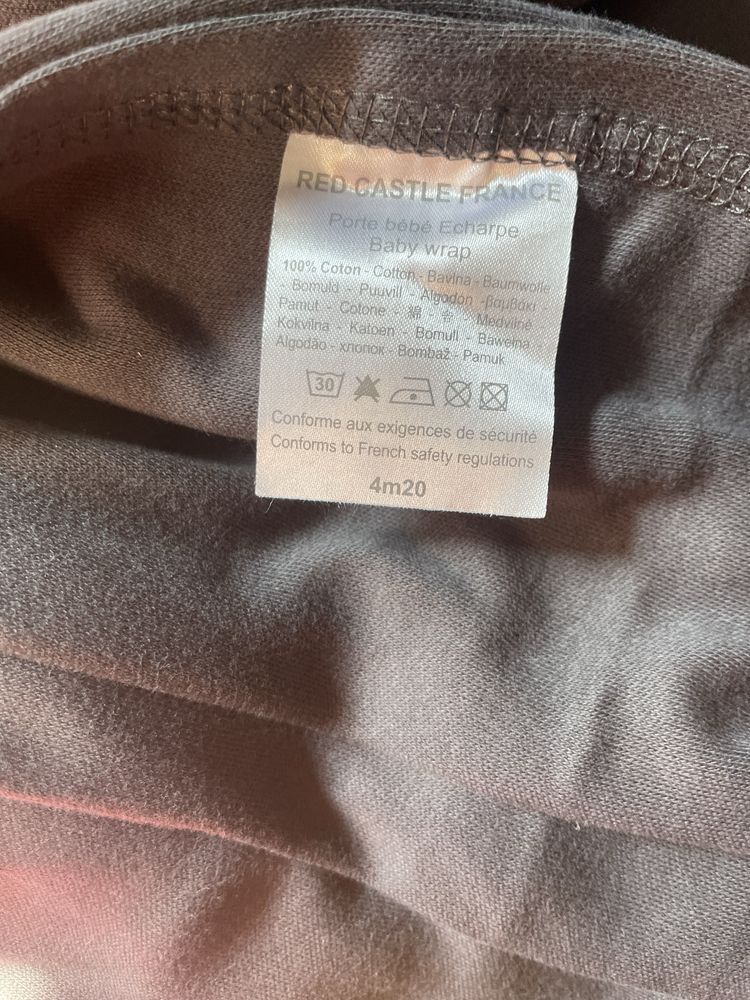 RED CASTLE FRANCE
Porte bébé Echarpe
Baby wrap
100% Coton - Cotton - Bavlna - Baumwolle
- Bomuld - Puuvill - Algodon - βαμβάκι
Pamut - Cotone - 綿 - Medvilnė
Kokvilna - Katoen - Bomull - Bawełna -
Algodão - хлопок - Bombaž - Pamuk
30
Conforme aux exigences de sécurité
Conforms to French safety regulations
4m20